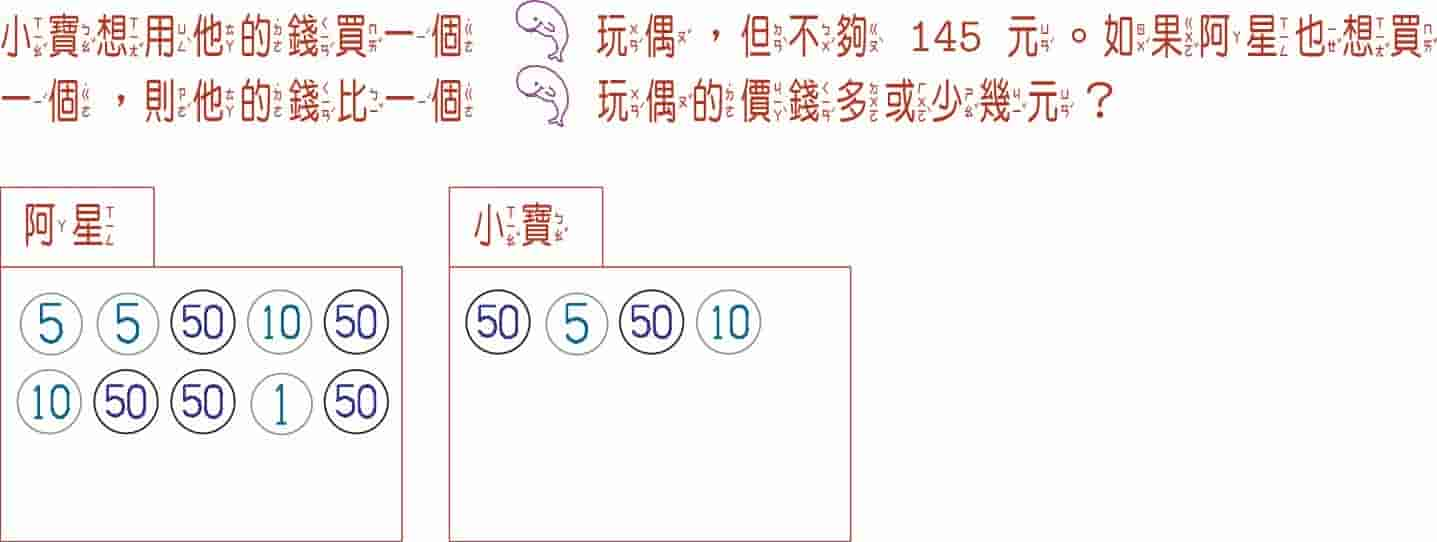 小寶想用他的錢買一個 玩偶，但不夠 145 元。如果阿星也想買
一個，則他的錢比一個 玩偶的價錢多或少幾元？
阿星
小寶
5 5 50 10 50
50 5 50 10
10 50 50 1 50